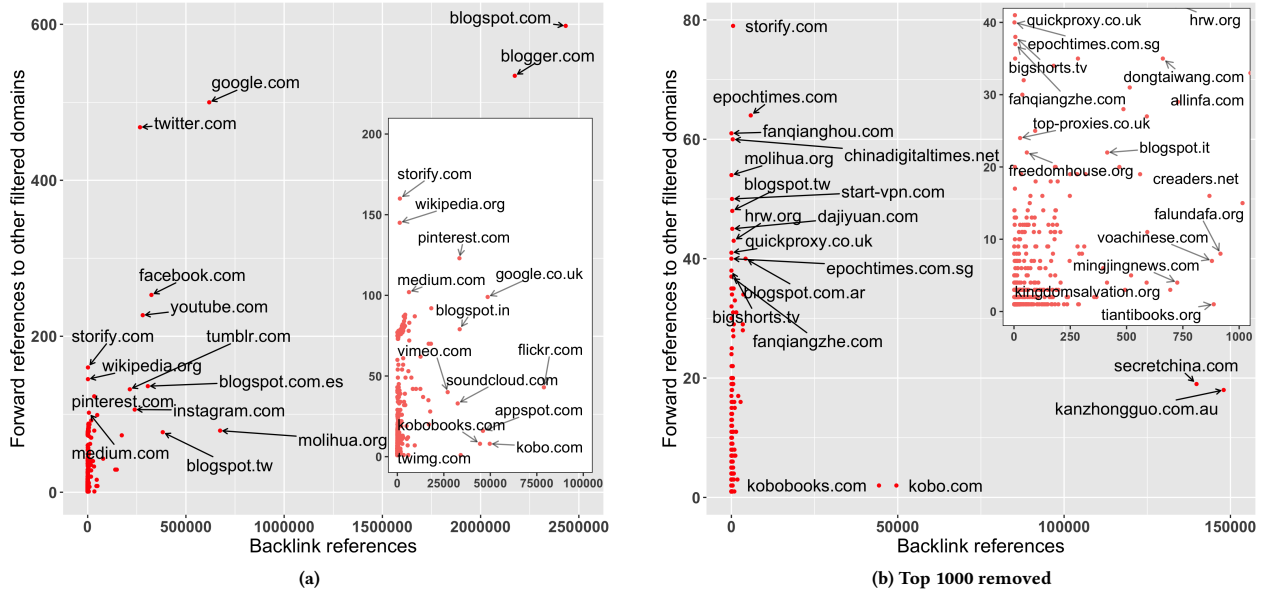 Forward references to other filtered domains
600
400
200
0
blogspot.com
blogger.com
google.com
twitter.com
facebook.com
youtube.com
storify.com
tumblr.com
wikipedia.org
blogspot.com.es
pinterest.com
instagram.com
molihua.org
medium.com
blogspot.tw
200
150
100
50
0
storify.com
wikipedia.org
pinterest.com
medium.com
google.co.uk
blogspot.in
vimeo.com
flickr.com
soundcloud.com
appspot.com
kobobooks.com
kobo.com
twimg.com
0 25000 50000 75000 100000
0 500000 1000000 1500000 2000000 2500000
Backlink references
(a)
Forward references to other filtered domains
80
60
40
20
0
storify.com
epochtimes.com
fanqianghou.com
chinadigitaltimes.net
molihua.org
blogspot.tw
start-vpn.com
hrw.org
dajiyuan.com
quickproxy.co.uk
epochtimes.com.sg
blogspot.com.ar
bigshorts.tv
fanqiangzhe.com
secretchina.com
kanzhongguo.com.au
kobobooks.com
kobo.com
40
30
20
10
0
hrw.org
quickproxy.co.uk
epochtimes.com.sg
bigshorts.tv
dongtaiwang.com
fanqiangzhe.com
allinfa.com
top-proxies.co.uk
blogspot.it
freedomhouse.org
creaders.net
falundafa.org
voachinese.com
mingjingnews.com
kingdomsalvation.org
tiantibooks.org
0 250 500 750 1000
0 50000 100000 150000
Backlink references
(b) Top 1000 removed